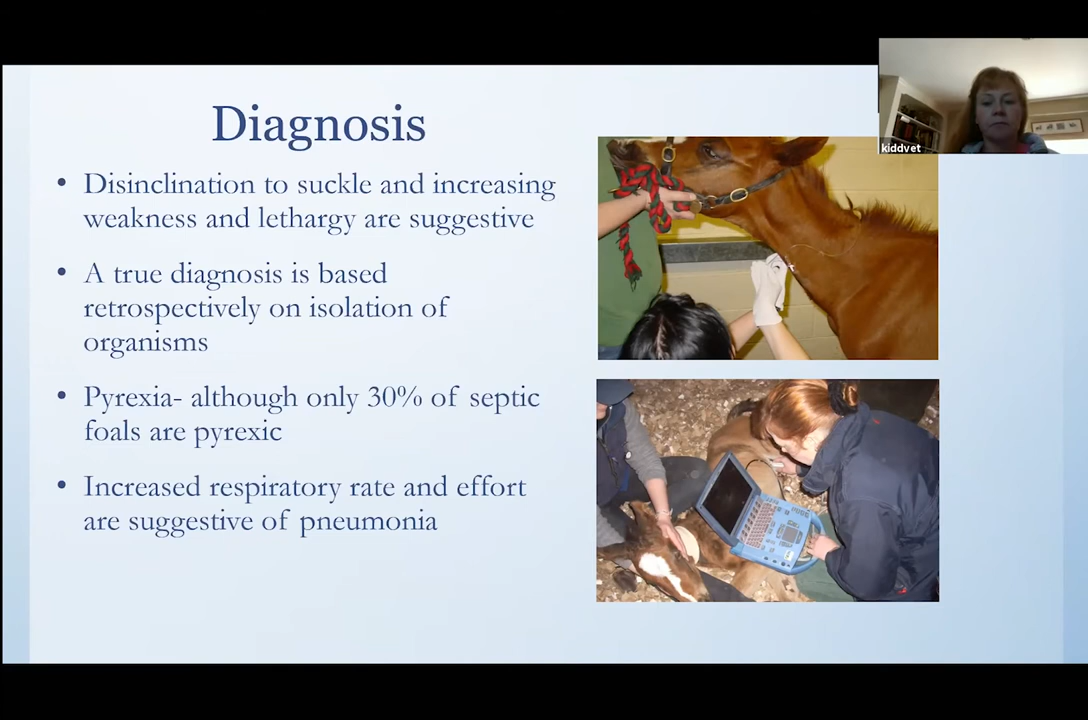 Diagnosis
• Disinclination to suckle and increasing
weakness and lethargy are suggestive
• A true diagnosis is based
retrospectively on isolation of
organisms
• Pyrexia- although only 30% of septic
foals are pyrexic
• Increased respiratory rate and effort
are suggestive of pneumonia
kiddvet